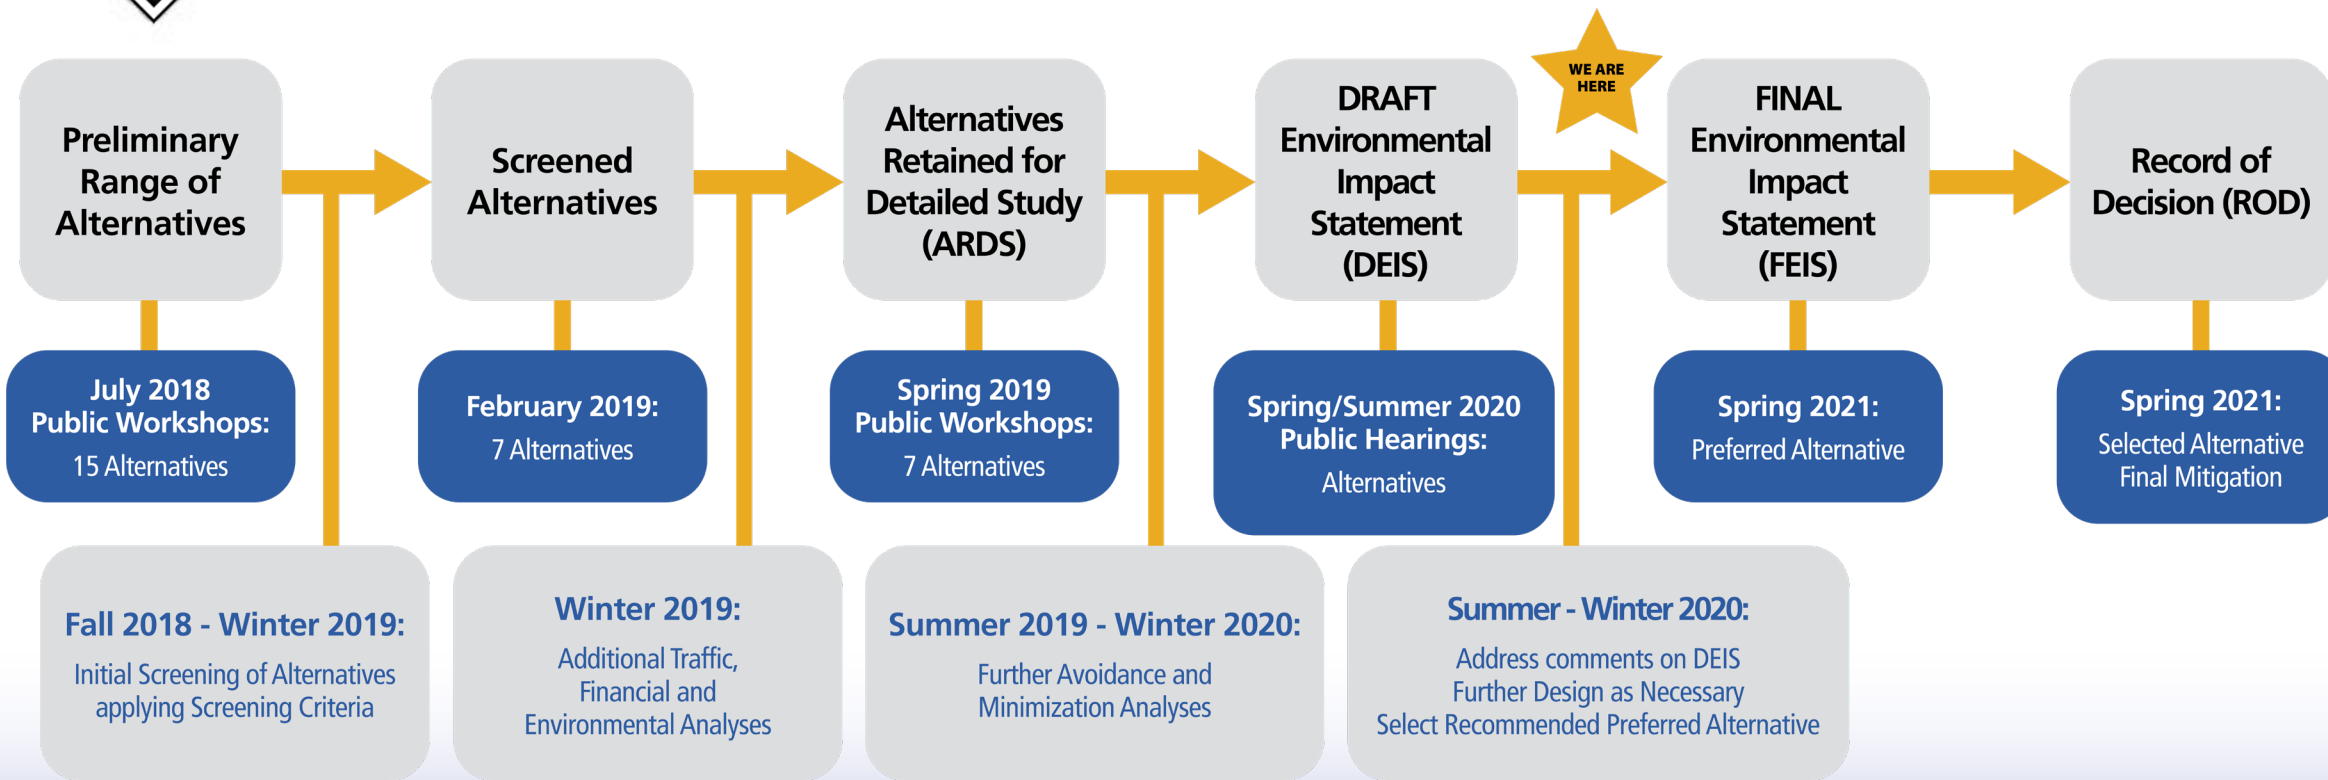 WE ARE
HERE
Preliminary
Range of
Alternatives
Screened
Alternatives
Alternatives
Retained for
Detailed Study
(ARDS)
DRAFT
Environmental
Impact
Statement
(DEIS)
FINAL
Environmental
Impact
Statement
(FEIS)
Record of
Decision (ROD)
July 2018
Public Workshops:
15 Alternatives
February 2019:
7 Alternatives
Spring 2019
Public Workshops:
7 Alternatives
Spring/Summer 2020
Public Hearings:
Alternatives
Spring 2021:
Preferred Alternative
Spring 2021:
Selected Alternative
Final Mitigation
Fall 2018 - Winter 2019:
Initial Screening of Alternatives
applying Screening Criteria
Winter 2019:
Additional Traffic,
Financial and
Environmental Analyses
Summer 2019 - Winter 2020:
Further Avoidance and
Minimization Analyses
Summer - Winter 2020:
Address comments on DEIS
Further Design as Necessary
Select Recommended Preferred Alternative